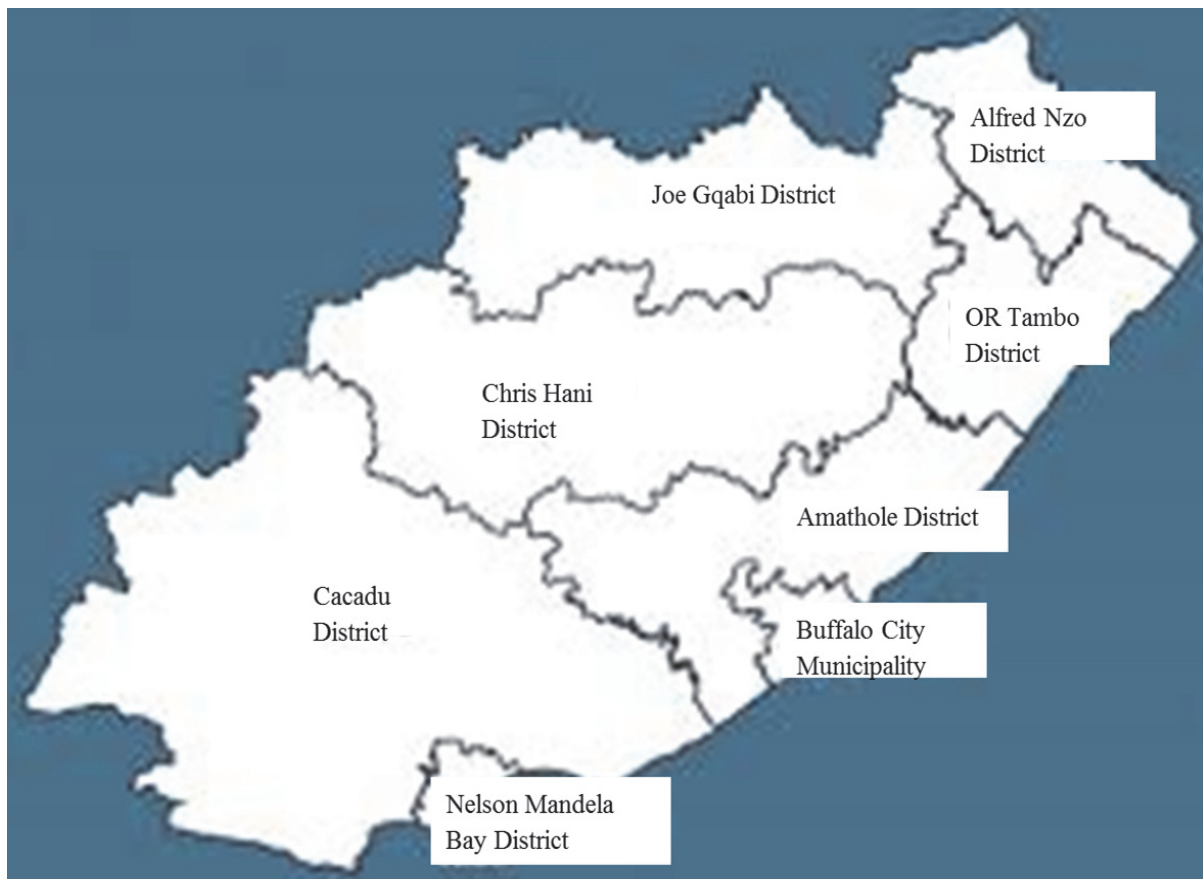 Alfred Nzo
District
Joe Gqabi District
OR Tambo
District
Chris Hani
District
Amathole District
Cacadu
District
Buffalo City
Municipality
Nelson Mandela
Bay District